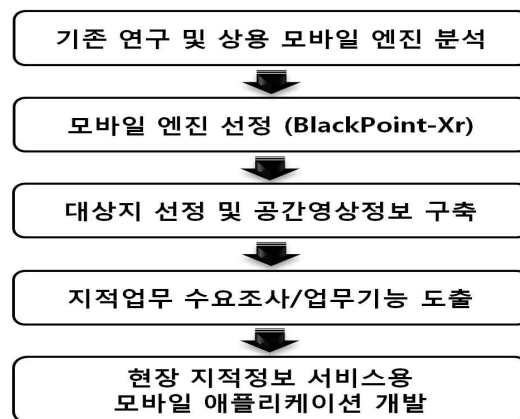 기존 연구 및 상용 모바일 엔진 분석
모바일 엔진 선정 (BlackPoint-Xr)
대상지 선정 및 공간영상정보 구축
지적업무 수요조사/업무기능 도출
현장 지적정보 서비스용
모바일 애플리케이션 개발